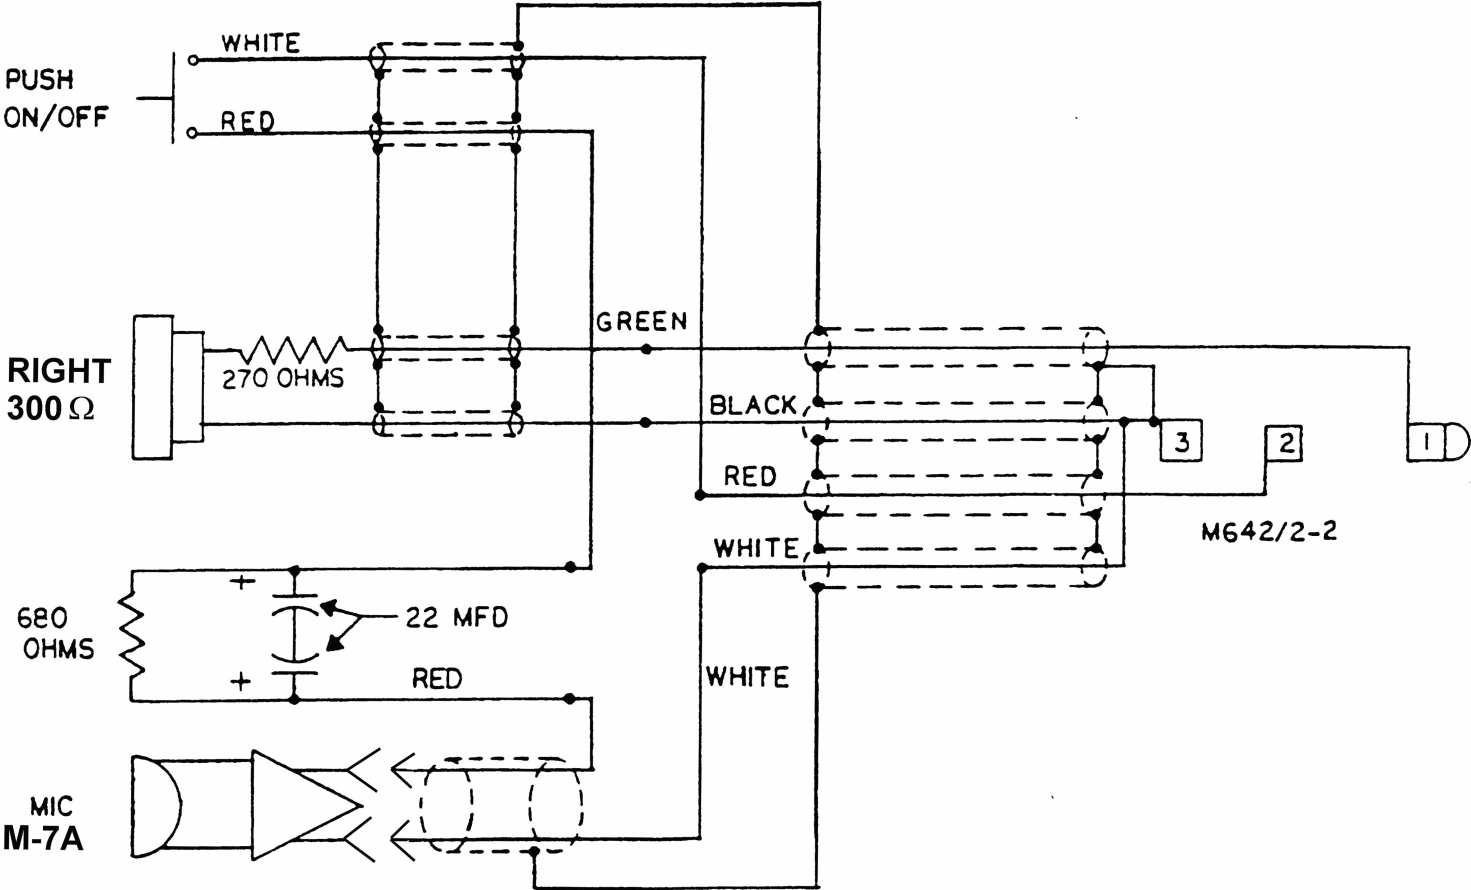 WHITE
PUSH
ON/OFF
RED
GREEN
RIGHT
300 Ω
270 OHMS
BLACK
3
2
1
RED
M642/2-2
WHITE
+
680
OHMS
22 MFD
+
RED
WHITE
MIC
M-7A